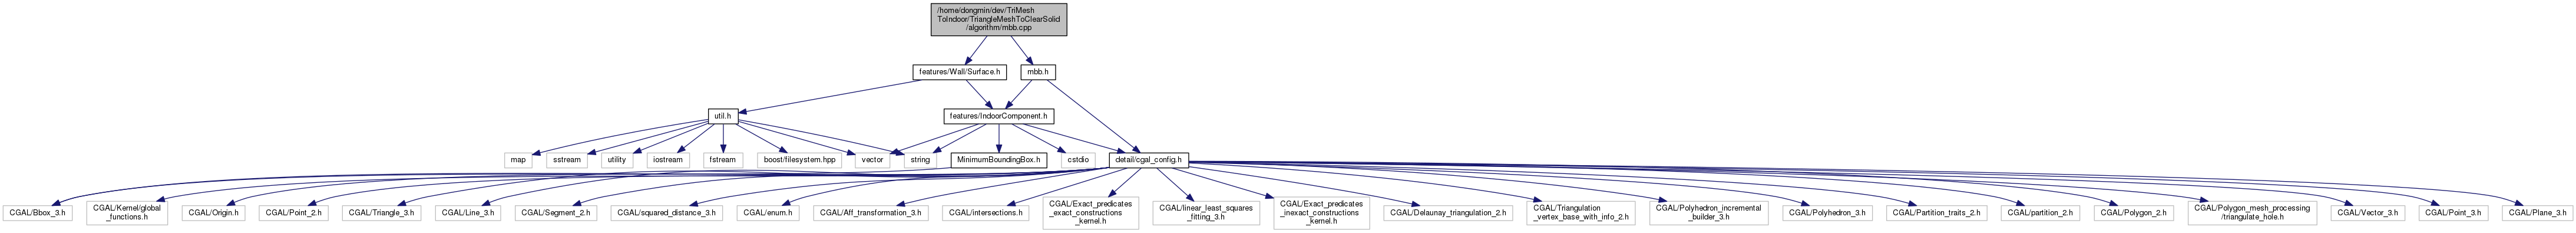 /home/dongmin/dev/TriMesh
ToIndoor/TriangleMeshToClearSolid
/algorithm/mbb.cpp
features/Wall/Surface.h
mbb.h
util.h
features/IndoorComponent.h
map
sstream
utility
iostream
fstream
boost/filesystem.hpp
vector
string
MinimumBoundingBox.h
cstdio
detail/cgal_config.h
CGAL/Bbox_3.h
CGAL/Kernel/global
_functions.h
CGAL/Origin.h
CGAL/Point_2.h
CGAL/Triangle_3.h
CGAL/Line_3.h
CGAL/Segment_2.h
CGAL/squared_distance_3.h
CGAL/enum.h
CGAL/Aff_transformation_3.h
CGAL/intersections.h
CGAL/Exact_predicates
_exact_constructions
_kernel.h
CGAL/linear_least_squares
_fitting_3.h
CGAL/Exact_predicates
_inexact_constructions
_kernel.h
CGAL/Delaunay_triangulation_2.h
CGAL/Triangulation
_vertex_base_with_info_2.h
CGAL/Polyhedron_incremental
_builder_3.h
CGAL/Polyhedron_3.h
CGAL/Partition_traits_2.h
CGAL/partition_2.h
CGAL/Polygon_2.h
CGAL/Polygon_mesh_processing
/triangulate_hole.h
CGAL/Vector_3.h
CGAL/Point_3.h
CGAL/Plane_3.h